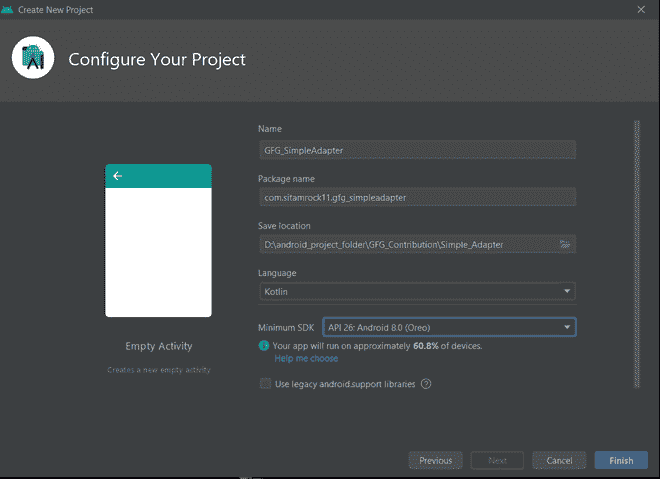 Create New Project
Configure Your Project
Name
GFG_SimpleAdapter
Package name
com.sitamrock11.gfg_simpleadapter
Save location
D:\android_project_folder\GFG_Contribution\Simple_Adapter
Language
Kotlin
Minimum SDK
API 26: Android 8.0 (Oreo)
Your app will run on approximately 60.8% of devices.
Help me choose
Use legacy android.support libraries
Empty Activity
Creates a new empty activity
Previous
Next
Cancel
Finish